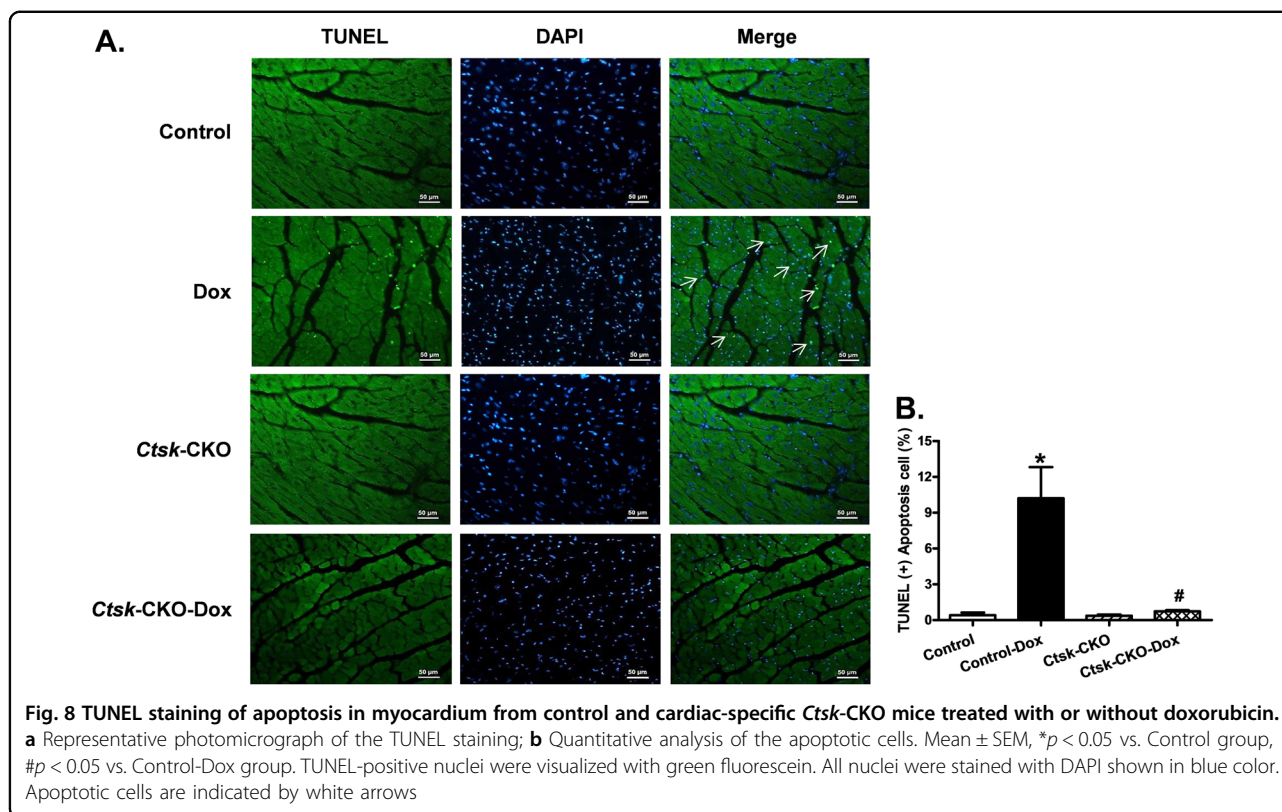 A.
TUNEL DAPI Merge
Control
50 µm 50 µm 50 µm
Dox
50 µm 50 µm 50 µm
Ctsk-CKO
50 µm 50 µm 50 µm
Ctsk-CKO-Dox
50 µm 50 µm 50 µm
B.
TUNEL (+) Apoptosis cell (%)
15
12
9
6
3
0
*
#
Control
Control-Dox
Ctsk-CKO
Ctsk-CKO-Dox
Fig. 8 TUNEL staining of apoptosis in myocardium from control and cardiac-specific Ctsk-CKO mice treated with or without doxorubicin.
a Representative photomicrograph of the TUNEL staining; b Quantitative analysis of the apoptotic cells. Mean ± SEM, *p < 0.05 vs. Control group,
#p < 0.05 vs. Control-Dox group. TUNEL-positive nuclei were visualized with green fluorescein. All nuclei were stained with DAPI shown in blue color.
Apoptotic cells are indicated by white arrows